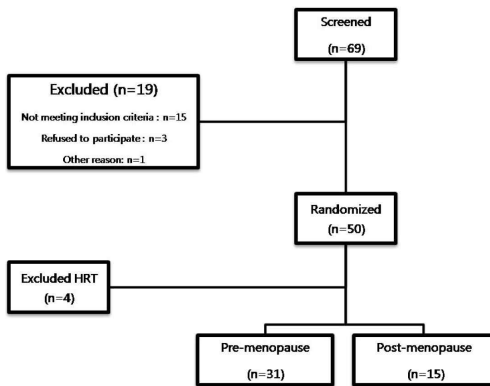 Screened
(n=69)
Excluded (n=19)
Not meeting inclusion criteria : n=15
Refused to participate : n=3
Other reason: n=1
Randomized
(n=50)
Excluded HRT
(n=4)
Pre-menopause
(n=31)
Post-menopause
(n=15)